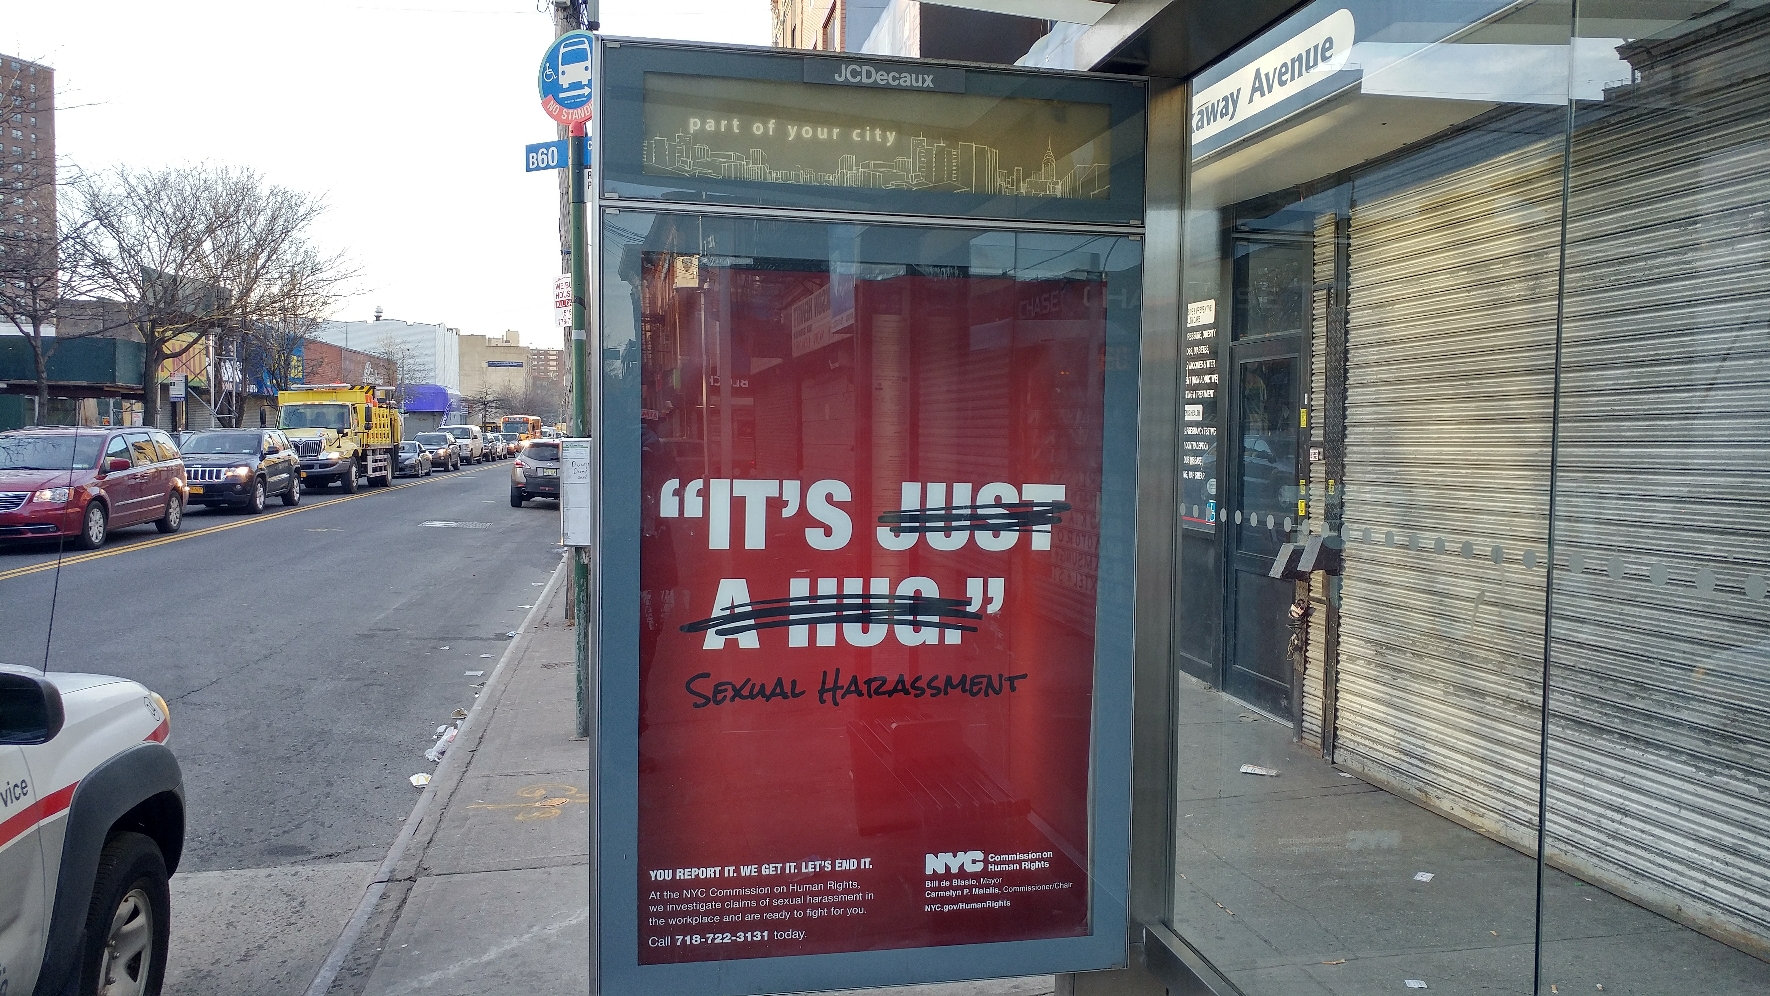 JCDecaux
part of your city
NO STAND
B60
away Avenue
"IT'S JUST
A HUG."
SEXUAL HARASSMENT
YOU REPORT IT. WE GET IT. LET'S END IT.
At the NYC Commission on Human Rights,
we investigate claims of sexual harassment in
the workplace and are ready to fight for you.
Call 718-722-3131 today.
NYC Commission on
Human Rights
Bill de Blasio, Mayor
Carmelyn P. Malalis, Commissioner/Chair
NYC.gov/HumanRights
vice